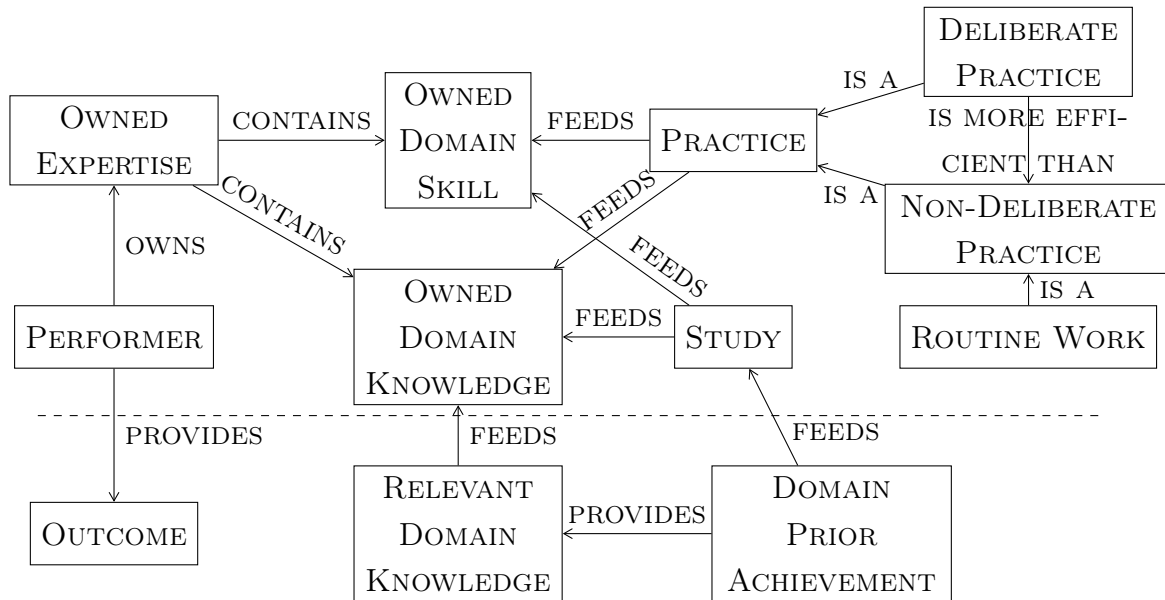 DELIBERATE
PRACTICE
IS A
IS MORE EFFI-
CIENT THAN
OWNED
EXPERTISE
CONTAINS
OWNED
DOMAIN
SKILL
FEEDS
PRACTICE
IS A
NON-DELIBERATE
PRACTICE
CONTAINS
FEEDS
FEEDS
OWNS
OWNED
DOMAIN
KNOWLEDGE
FEEDS
STUDY
IS A
ROUTINE WORK
PERFORMER
PROVIDES
FEEDS
FEEDS
OUTCOME
RELEVANT
DOMAIN
KNOWLEDGE
PROVIDES
DOMAIN
PRIOR
ACHIEVEMENT